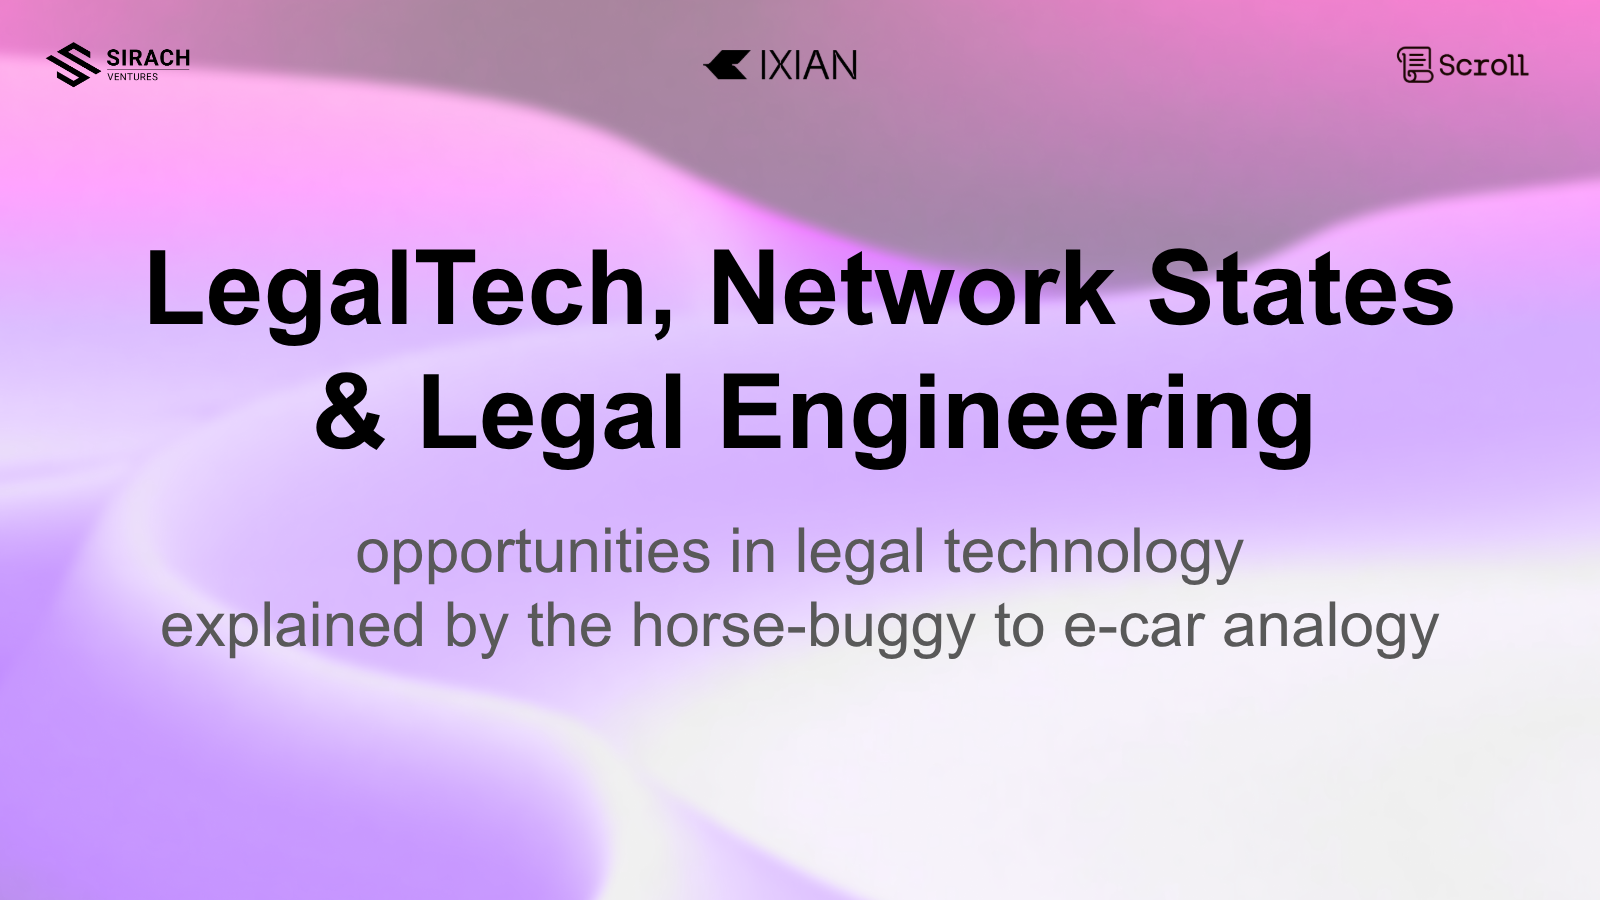 SIRACH
VENTURES
IXIAN
Scroll
LegalTech, Network States
& Legal Engineering
opportunities in legal technology
explained by the horse-buggy to e-car analogy